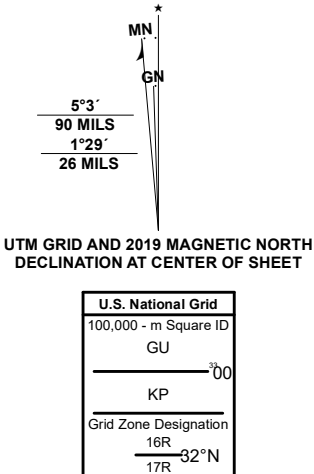 ★
MN
GN
5°3´
90 MILS
1°29´
26 MILS
UTM GRID AND 2019 MAGNETIC NORTH
DECLINATION AT CENTER OF SHEET
U.S. National Grid
100,000 - m Square ID
GU
3300
KP
Grid Zone Designation
16R
32°N
17R